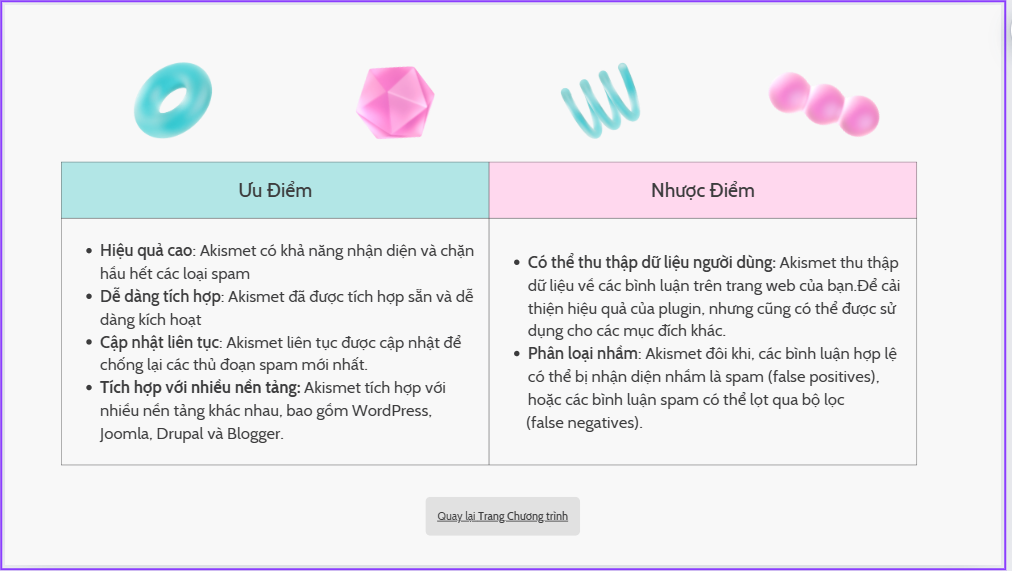 Ưu Điểm
Nhược Điểm
Hiệu quả cao: Akismet có khả năng nhận diện và chặn
hầu hết các loại spam
Dễ dàng tích hợp: Akismet đã được tích hợp sẵn và dễ
dàng kích hoạt
Cập nhật liên tục: Akismet liên tục được cập nhật để
chống lại các thủ đoạn spam mới nhất.
Tích hợp với nhiều nền tảng: Akismet tích hợp với
nhiều nền tảng khác nhau, bao gồm WordPress,
Joomla, Drupal và Blogger.
Có thể thu thập dữ liệu người dùng: Akismet thu thập
dữ liệu về các bình luận trên trang web của bạn.Để cải
thiện hiệu quả của plugin, nhưng cũng có thể được sử
dụng cho các mục đích khác.
Phân loại nhầm: Akismet đôi khi, các bình luận hợp lệ
có thể bị nhận diện nhầm là spam (false positives),
hoặc các bình luận spam có thể lọt qua bộ lọc
(false negatives).
Quay lại Trang Chương trình